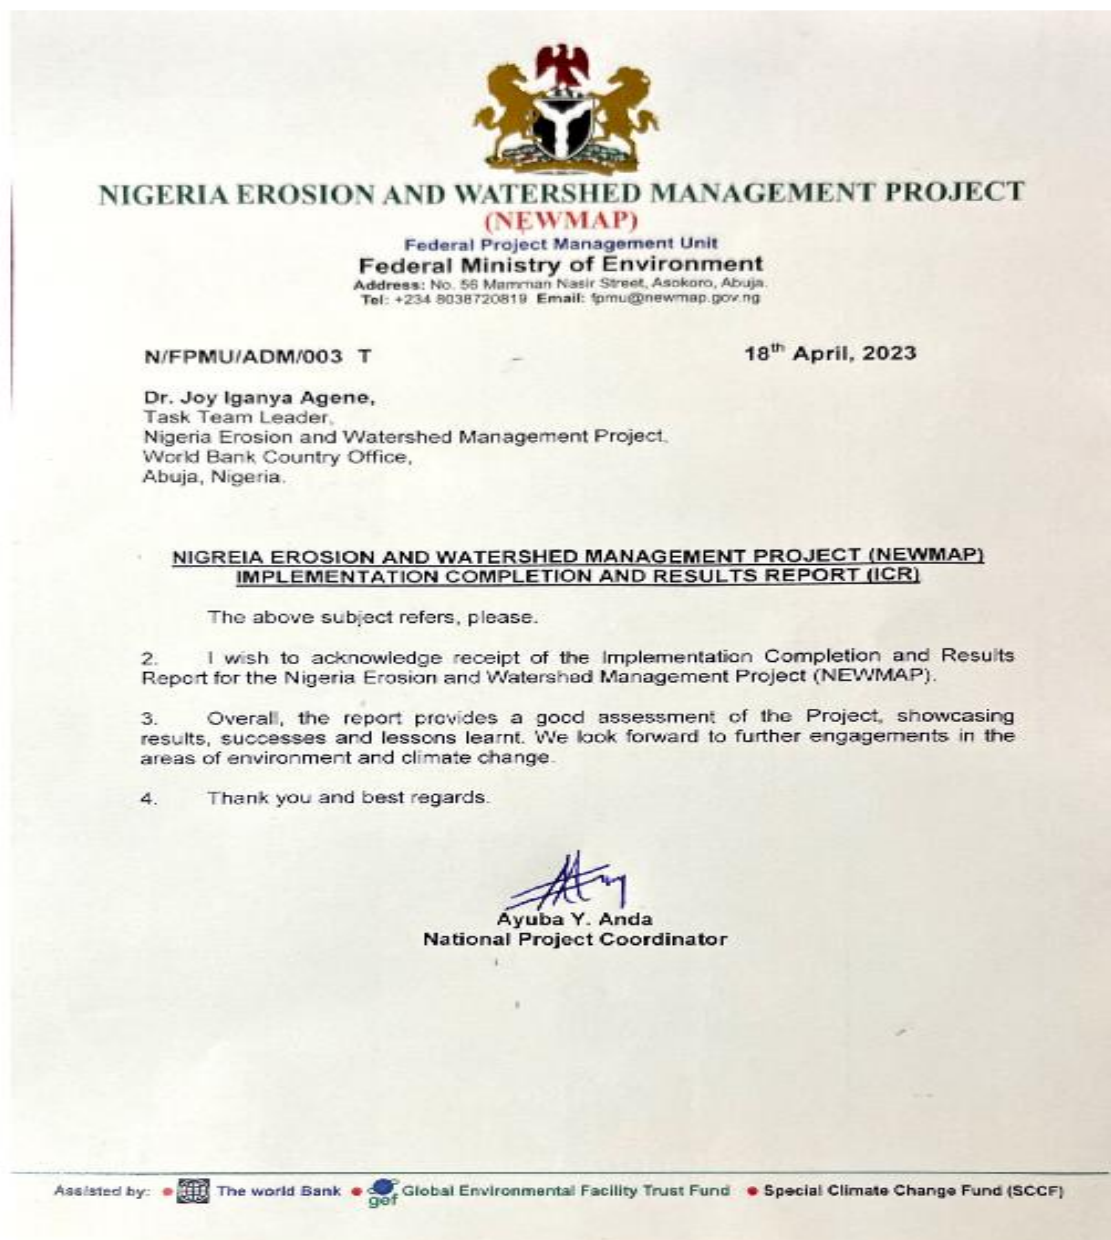 NIGERIA EROSION AND WATERSHED MANAGEMENT PROJECT
(NEWMAP)
Federal Project Management Unit
Federal Ministry of Environment
Address: No. 56 Mamman Nasir Street, Asokoro, Abuja.
Tel: +234 8038720819 Email: fpmu@newmap.gov.ng
N/FPMU/ADM/003 T 18th April, 2023
Dr. Joy Iganya Agene,
Task Team Leader,
Nigeria Erosion and Watershed Management Project,
World Bank Country Office,
Abuja, Nigeria.
NIGREIA EROSION AND WATERSHED MANAGEMENT PROJECT (NEWMAP)
IMPLEMENTATION COMPLETION AND RESULTS REPORT (ICR)
The above subject refers, please.
2. I wish to acknowledge receipt of the Implementation Completion and Results
Report for the Nigeria Erosion and Watershed Management Project (NEWMAP).
3. Overall, the report provides a good assessment of the Project, showcasing
results, successes and lessons learnt. We look forward to further engagements in the
areas of environment and climate change.
4. Thank you and best regards.
Ayuba Y. Anda
National Project Coordinator
Assisted by: The world Bank gef Global Environmental Facility Trust Fund Special Climate Change Fund (SCCF)